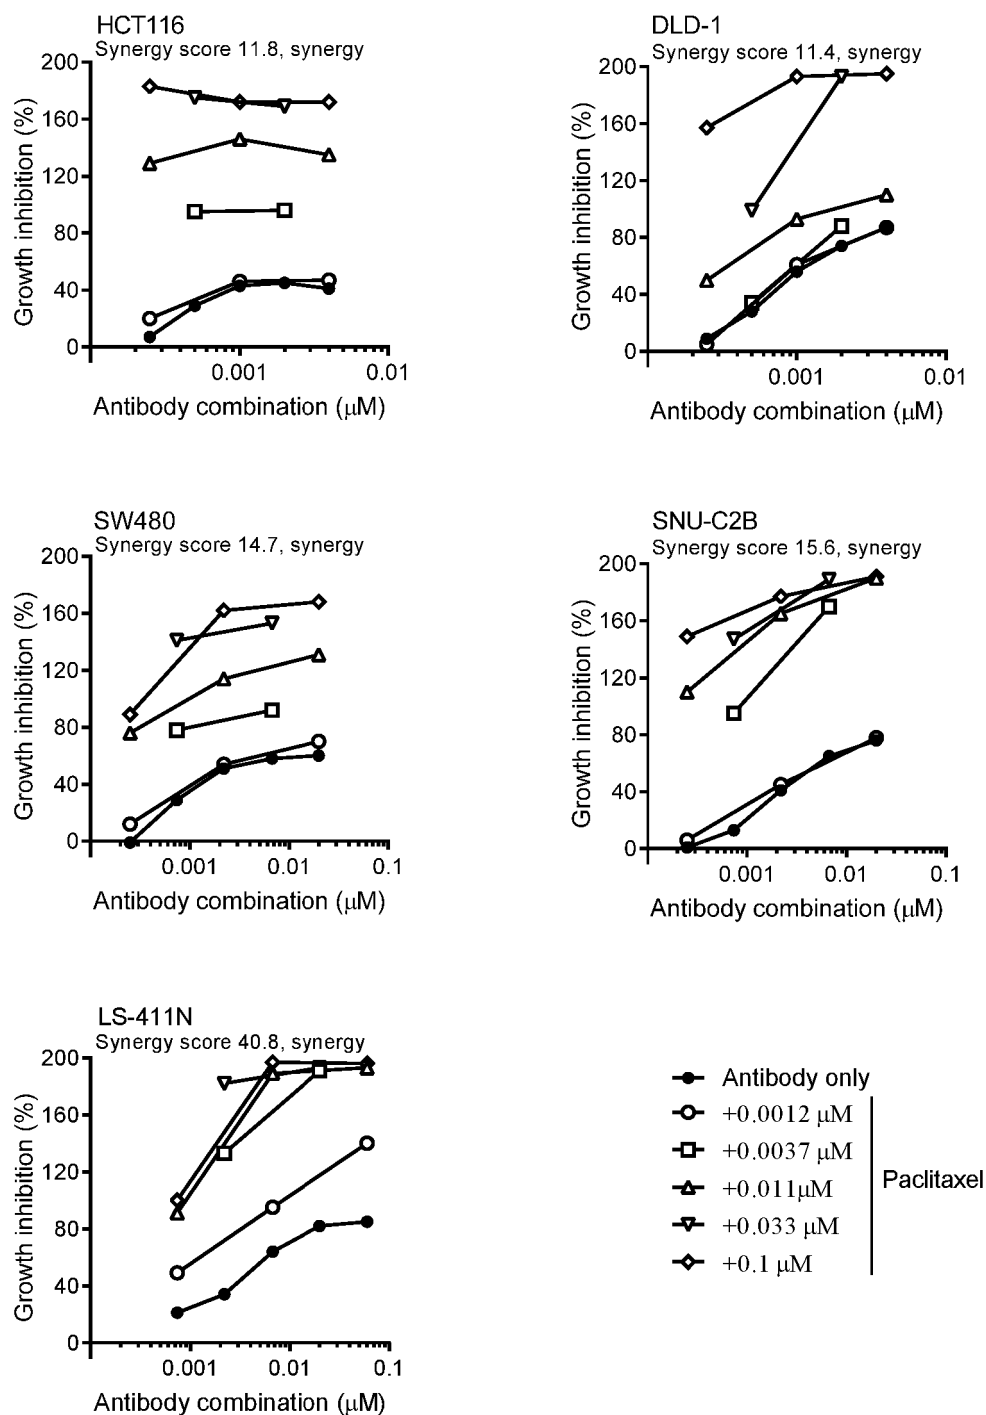 HCT116
Synergy score 11.8, synergy
Growth inhibition (%)
200
160
120
80
40
0
0.001
0.01
Antibody combination (µM)
DLD-1
Synergy score 11.4, synergy
Growth inhibition (%)
200
160
120
80
40
0
0.001
0.01
Antibody combination (µM)
SW480
Synergy score 14.7, synergy
Growth inhibition (%)
200
160
120
80
40
0
0.001
0.01
0.1
Antibody combination (µM)
SNU-C2B
Synergy score 15.6, synergy
Growth inhibition (%)
200
160
120
80
40
0
0.001
0.01
0.1
Antibody combination (µM)
LS-411N
Synergy score 40.8, synergy
Growth inhibition (%)
200
160
120
80
40
0
0.001
0.01
0.1
Antibody combination (µM)
Antibody only
+0.0012 µM
+0.0037 µM
+0.011µM
+0.033 µM
+0.1 µM
Paclitaxel